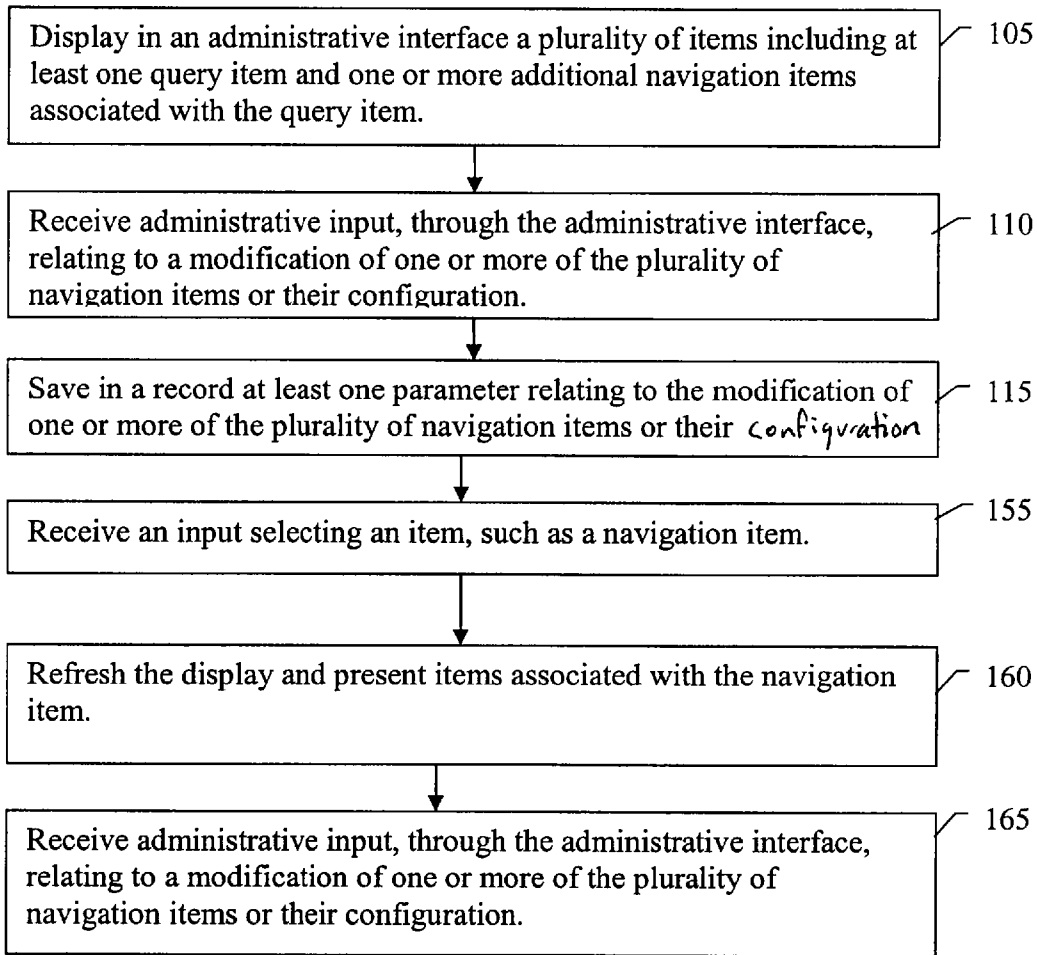 Display in an administrative interface a plurality of items including at
least one query item and one or more additional navigation items
associated with the query item.
105
Receive administrative input, through the administrative interface,
relating to a modification of one or more of the plurality of
navigation items or their configuration.
110
Save in a record at least one parameter relating to the modification of
one or more of the plurality of navigation items or their configuration
115
Receive an input selecting an item, such as a navigation item.
155
Refresh the display and present items associated with the navigation
item.
160
Receive administrative input, through the administrative interface,
relating to a modification of one or more of the plurality of
navigation items or their configuration.
165